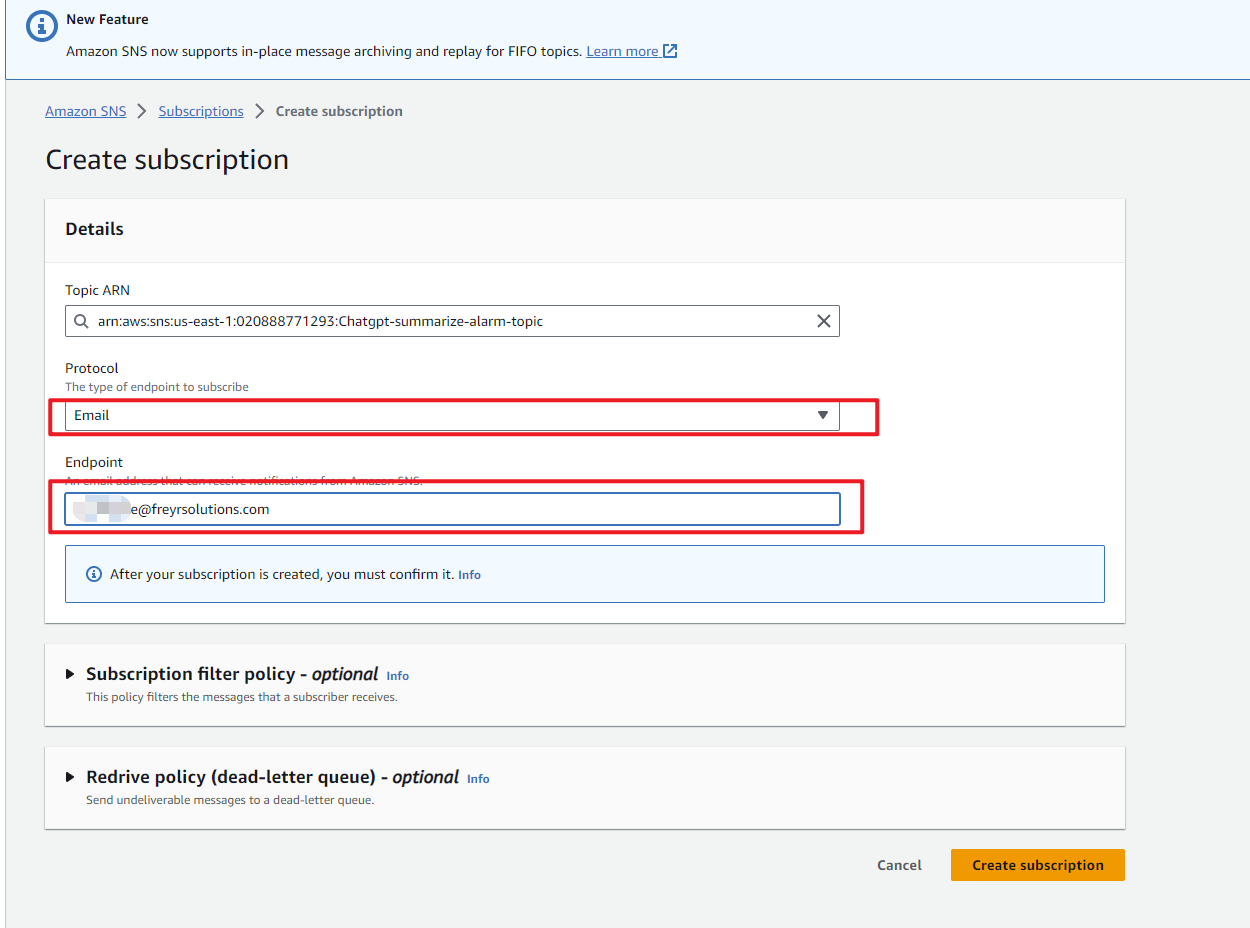 New Feature
Amazon SNS now supports in-place message archiving and replay for FIFO topics. Learn more
Amazon SNS > Subscriptions > Create subscription
Create subscription
Details
Topic ARN
arn:aws:sns:us-east-1:020888771293:Chatgpt-summarize-alarm-topic
Protocol
The type of endpoint to subscribe
Email
Endpoint
An email address that can receive notifications from Amazon SNS.
e@freyrsolutions.com
After your subscription is created, you must confirm it. Info
Subscription filter policy - optional Info
This policy filters the messages that a subscriber receives.
Redrive policy (dead-letter queue) - optional Info
Send undeliverable messages to a dead-letter queue.
Cancel
Create subscription